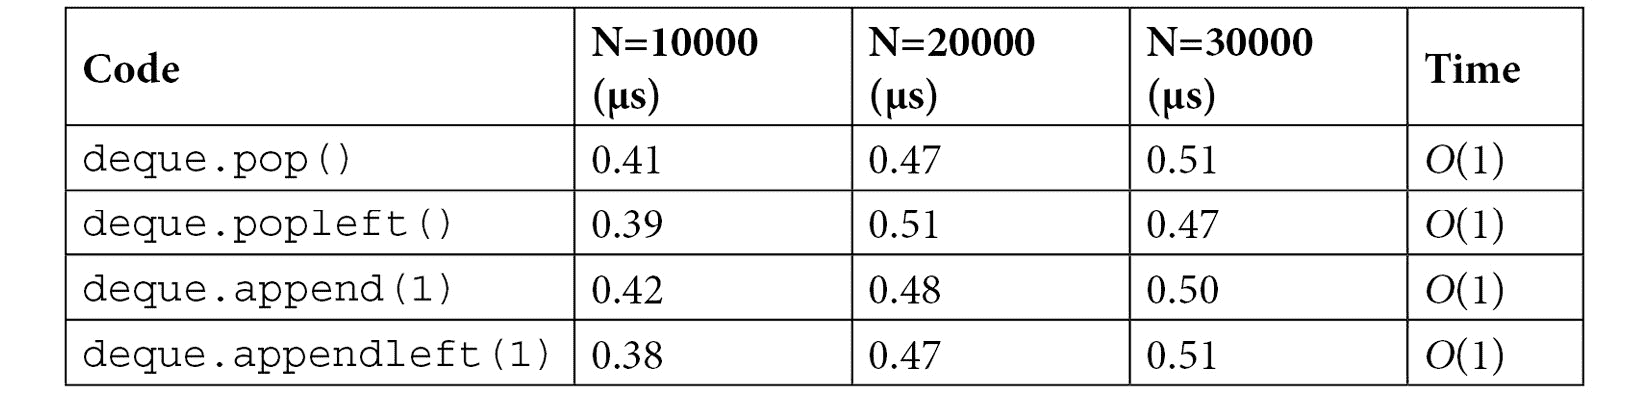 Code N=10000 (µs) N=20000 (µs) N=30000 (µs) Time
deque.pop() 0.41 0.47 0.51 O(1)
deque.popleft() 0.39 0.51 0.47 O(1)
deque.append(1) 0.42 0.48 0.50 O(1)
deque.appendleft(1) 0.38 0.47 0.51 O(1)